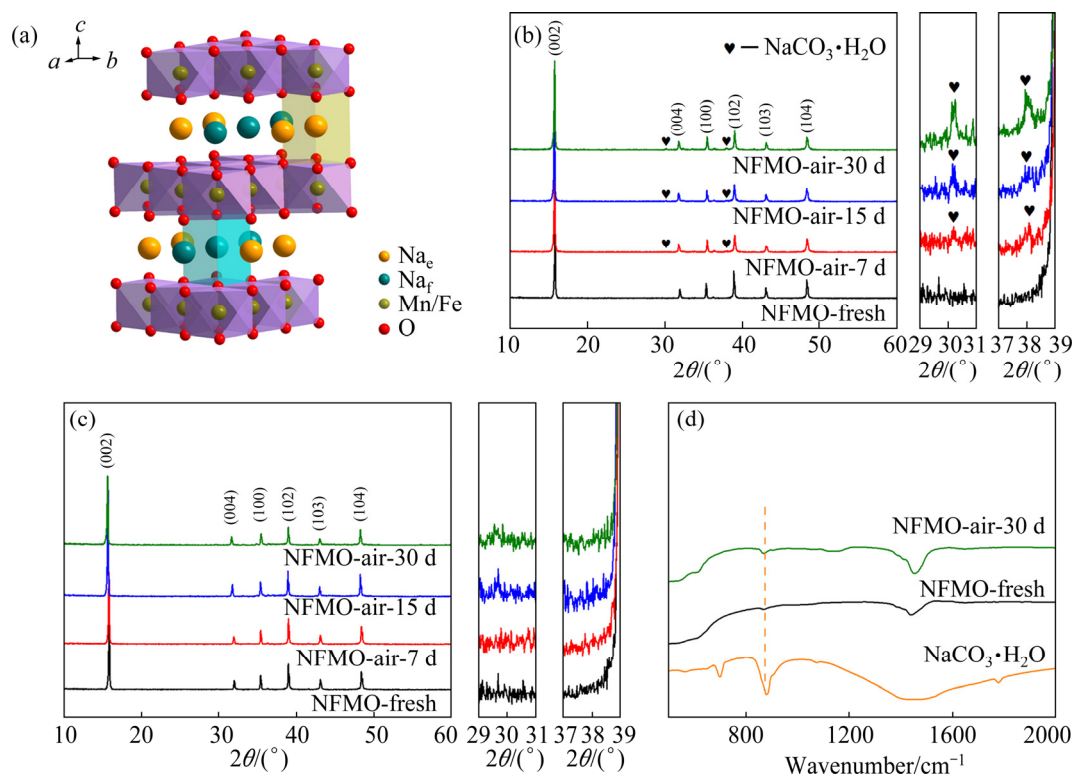 (a)
c
a
b
Na_e
Na_f
Mn/Fe
O
(b)
♥ — NaCO₃•H₂O
(002)
(004)
(100)
(102)
(103)
(104)
♥ ♥
NFMO-air-30 d
♥ ♥
NFMO-air-15 d
♥ ♥
NFMO-air-7 d
NFMO-fresh
10 20 30 40 50 60
2θ/(°)
♥
♥
♥
29 30 31
2θ/(°)
♥
♥
♥
37 38 39
2θ/(°)
(c)
(002)
(004)
(100)
(102)
(103)
(104)
NFMO-air-30 d
NFMO-air-15 d
NFMO-air-7 d
NFMO-fresh
10 20 30 40 50 60
2θ/(°)
29 30 31
2θ/(°)
37 38 39
2θ/(°)
(d)
NFMO-air-30 d
NFMO-fresh
NaCO₃•H₂O
800 1200 1600 2000
Wavenumber/cm⁻¹